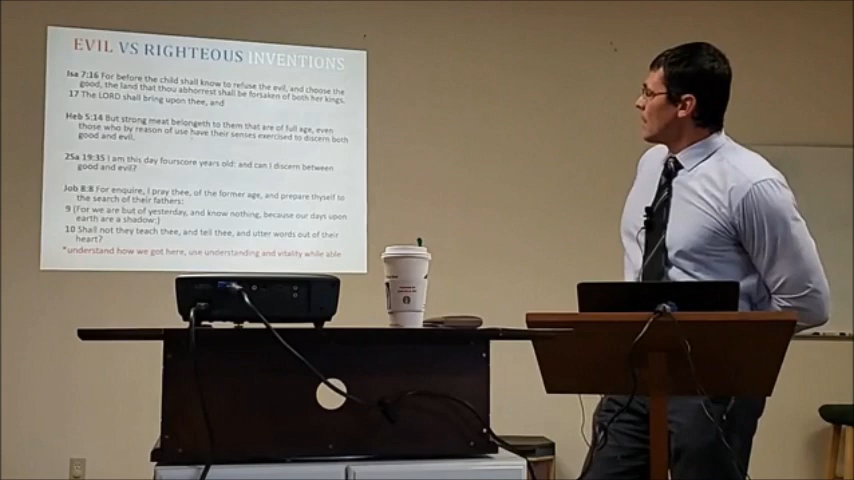 EVIL VS RIGHTEOUS INVENTIONS
Isa 7:16 For before the child shall know to refuse the evil, and choose the
good, the land that thou abhorrest shall be forsaken of both her kings.
17 The LORD shall bring upon thee, and
Heb 5:14 But strong meat belongeth to them that are of full age, even
those who by reason of use have their senses exercised to discern both
good and evil.
2Sa 19:35 I am this day fourscore years old: and can I discern between
good and evil?
Job 8:8 For enquire, I pray thee, of the former age, and prepare thyself to
the search of their fathers:
9 (For we are but of yesterday, and know nothing, because our days upon
earth are a shadow:)
10 Shall not they teach thee, and tell thee, and utter words out of their
heart?
*understand how we got here, use understanding and vitality while able